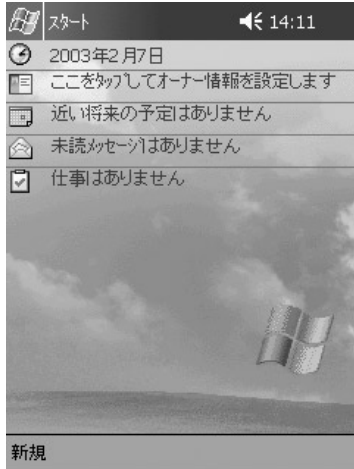 スタート 14:11
2003年2月7日
ここをタップしてオーナー情報を設定します
近い将来の予定はありません
未読メッセージはありません
仕事はありません
新規